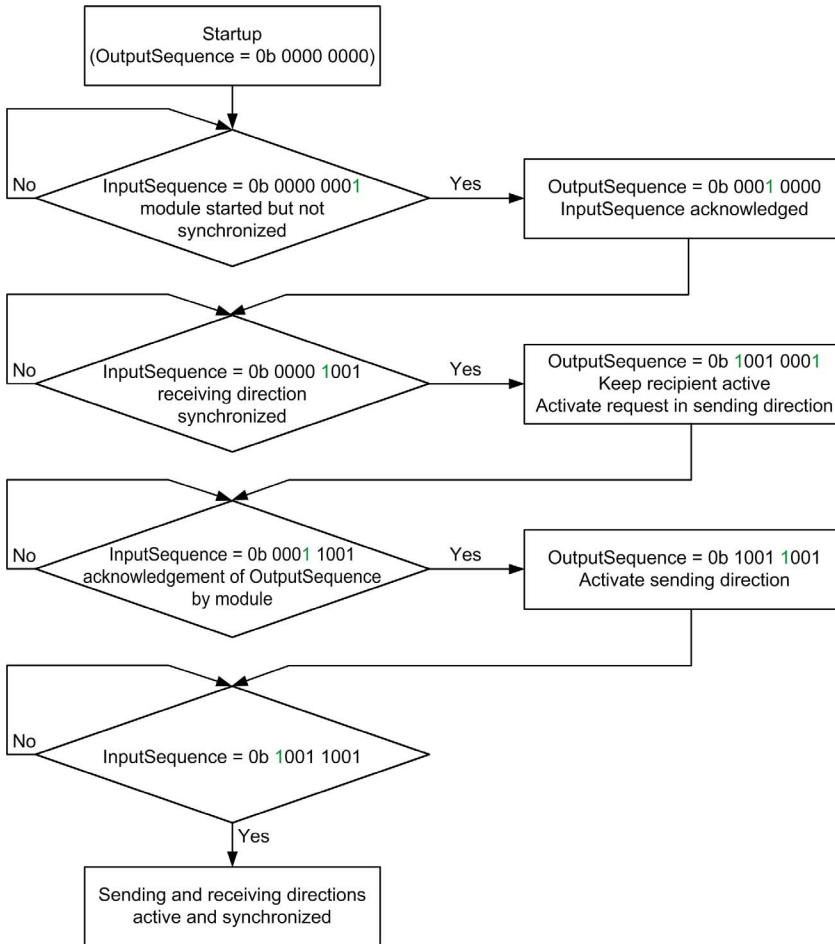 Startup
(OutputSequence = 0b 0000 0000)
No
InputSequence = 0b 0000 0001
module started but not
synchronized
Yes
OutputSequence = 0b 0001 0000
InputSequence acknowledged
No
InputSequence = 0b 0000 1001
receiving direction
synchronized
Yes
OutputSequence = 0b 1001 0001
Keep recipient active
Activate request in sending direction
No
InputSequence = 0b 0001 1001
acknowledgement of OutputSequence
by module
Yes
OutputSequence = 0b 1001 1001
Activate sending direction
No
InputSequence = 0b 1001 1001
Yes
Sending and receiving directions
active and synchronized